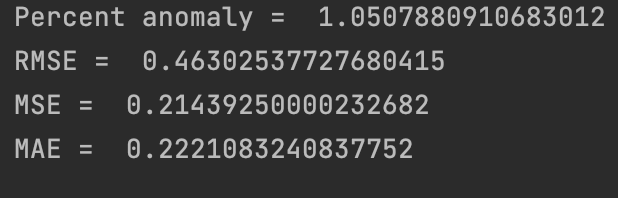 Percent anomaly =  1.0507880910683012
RMSE =  0.46302537727680415
MSE =  0.21439250000232682
MAE =  0.2221083240837752